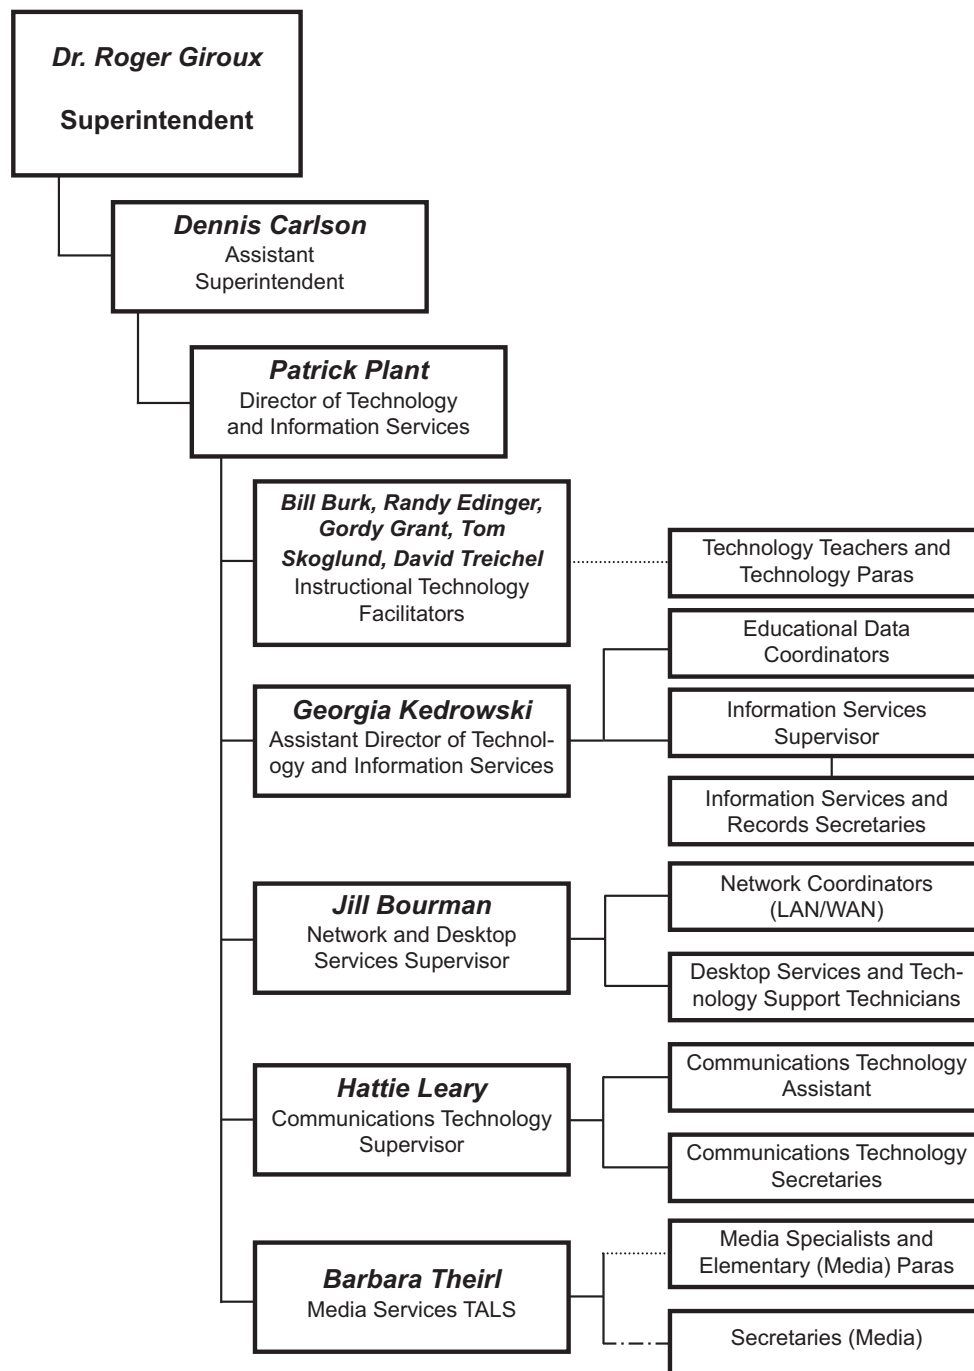 Dr. Roger Giroux
Superintendent
Dennis Carlson
Assistant
Superintendent
Patrick Plant
Director of Technology
and Information Services
Bill Burk, Randy Edinger,
Gordy Grant, Tom
Skoglund, David Treichel
Instructional Technology
Facilitators
Technology Teachers and
Technology Paras
Educational Data
Coordinators
Georgia Kedrowski
Assistant Director of Technol-
ogy and Information Services
Information Services
Supervisor
Information Services and
Records Secretaries
Jill Bourman
Network and Desktop
Services Supervisor
Network Coordinators
(LAN/WAN)
Desktop Services and Tech-
nology Support Technicians
Hattie Leary
Communications Technology
Supervisor
Communications Technology
Assistant
Communications Technology
Secretaries
Barbara Theirl
Media Services TALS
Media Specialists and
Elementary (Media) Paras
Secretaries (Media)